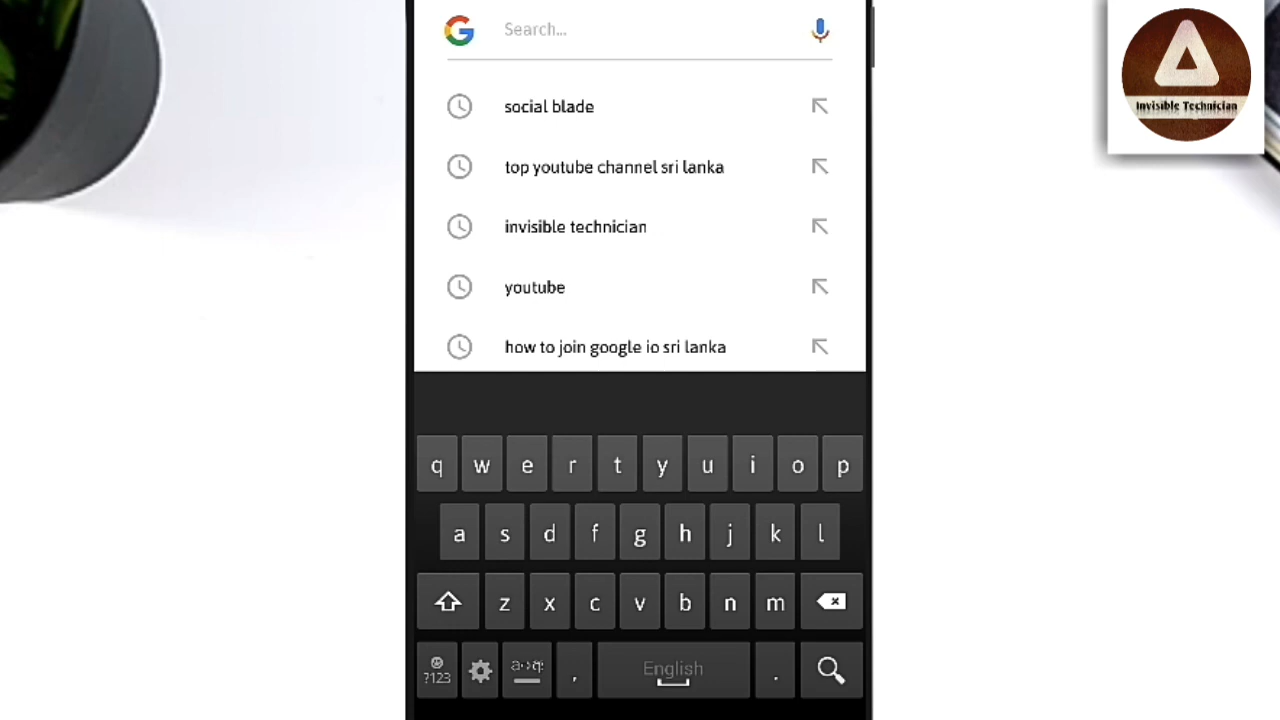 Search...
social blade
top youtube channel sri lanka
invisible technician
youtube
how to join google io sri lanka
Invisible Technician
q w e r t y u i o p
a s d f g h j k l
z x c v b n m
?123 , English .